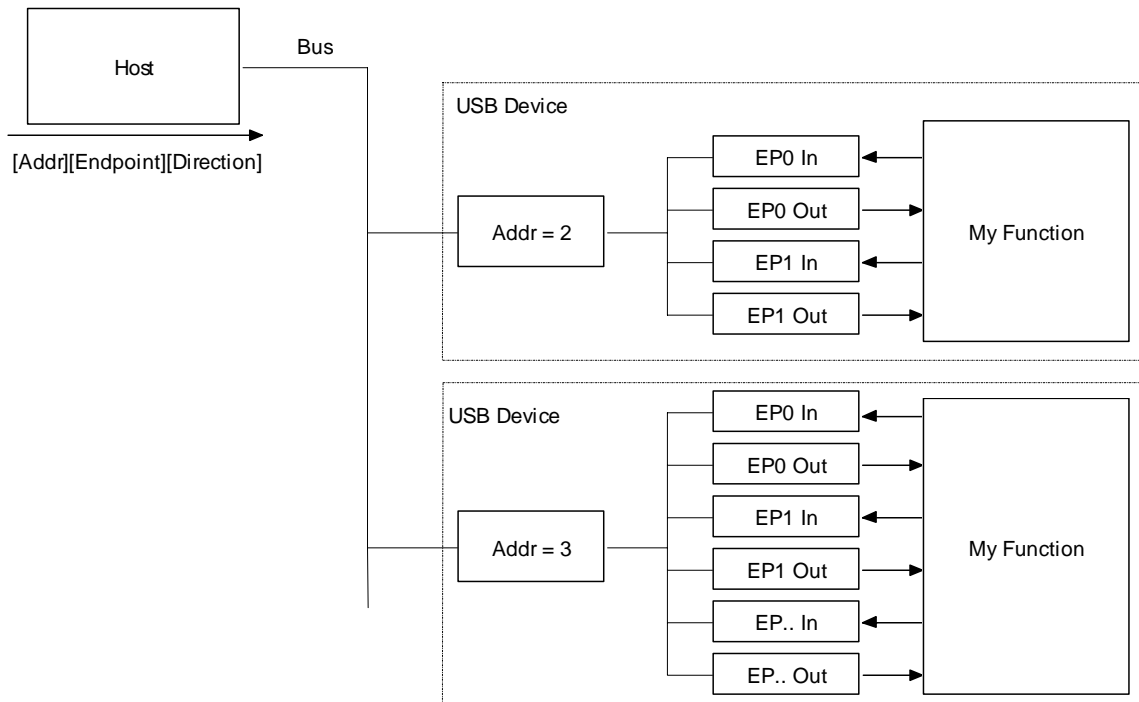 Host
Bus
[Addr][Endpoint][Direction]
USB Device
Addr = 2
EP0 In
EP0 Out
EP1 In
EP1 Out
My Function
USB Device
Addr = 3
EP0 In
EP0 Out
EP1 In
EP1 Out
EP.. In
EP.. Out
My Function